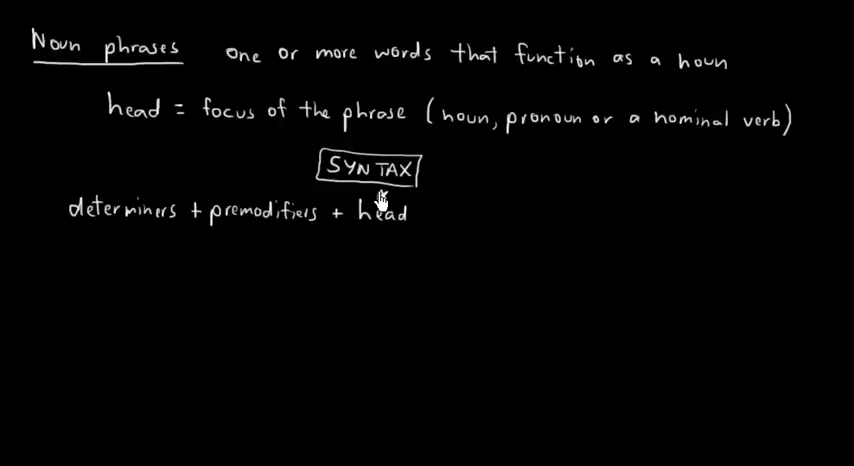 Noun phrases one or more words that function as a noun
head = focus of the phrase (noun, pronoun or a nominal verb)
SYNTAX
determiners + premodifiers + head